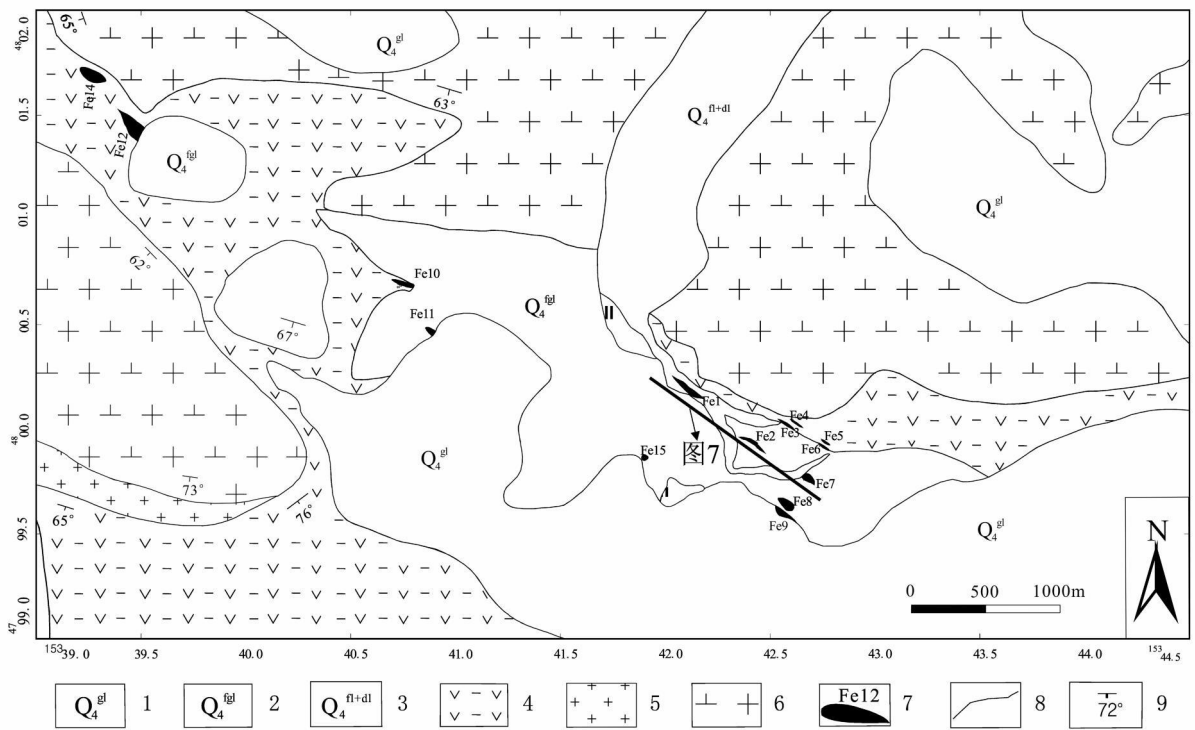 48 02.0
01.5
01.0
00.5
48 00.0
99.5
47 99.0
65°
Q₄ᵍˡ
63°
Q₄ᶠˡ⁺ᵈˡ
Fe14
Fe12
Q₄ᶠᵍˡ
Q₄ᵍˡ
62°
Fe10
Q₄ᶠᵍˡ
II
Fe11
67°
Fe1
Fe4
Fe3
Fe5
Fe2
Fe6
图7
Fe15
Q₄ᵍˡ
Fe7
I
73°
Fe8
76°
65°
Fe9
Q₄ᵍˡ
N
0 500 1000m
153 39.0 39.5 40.0 40.5 41.0 41.5 42.0 42.5 43.0 43.5 153 44.5
Q₄ᵍˡ 1 Q₄ᶠᵍˡ 2 Q₄ᶠˡ⁺ᵈˡ 3 4 5 6 Fe12 7 8 72° 9